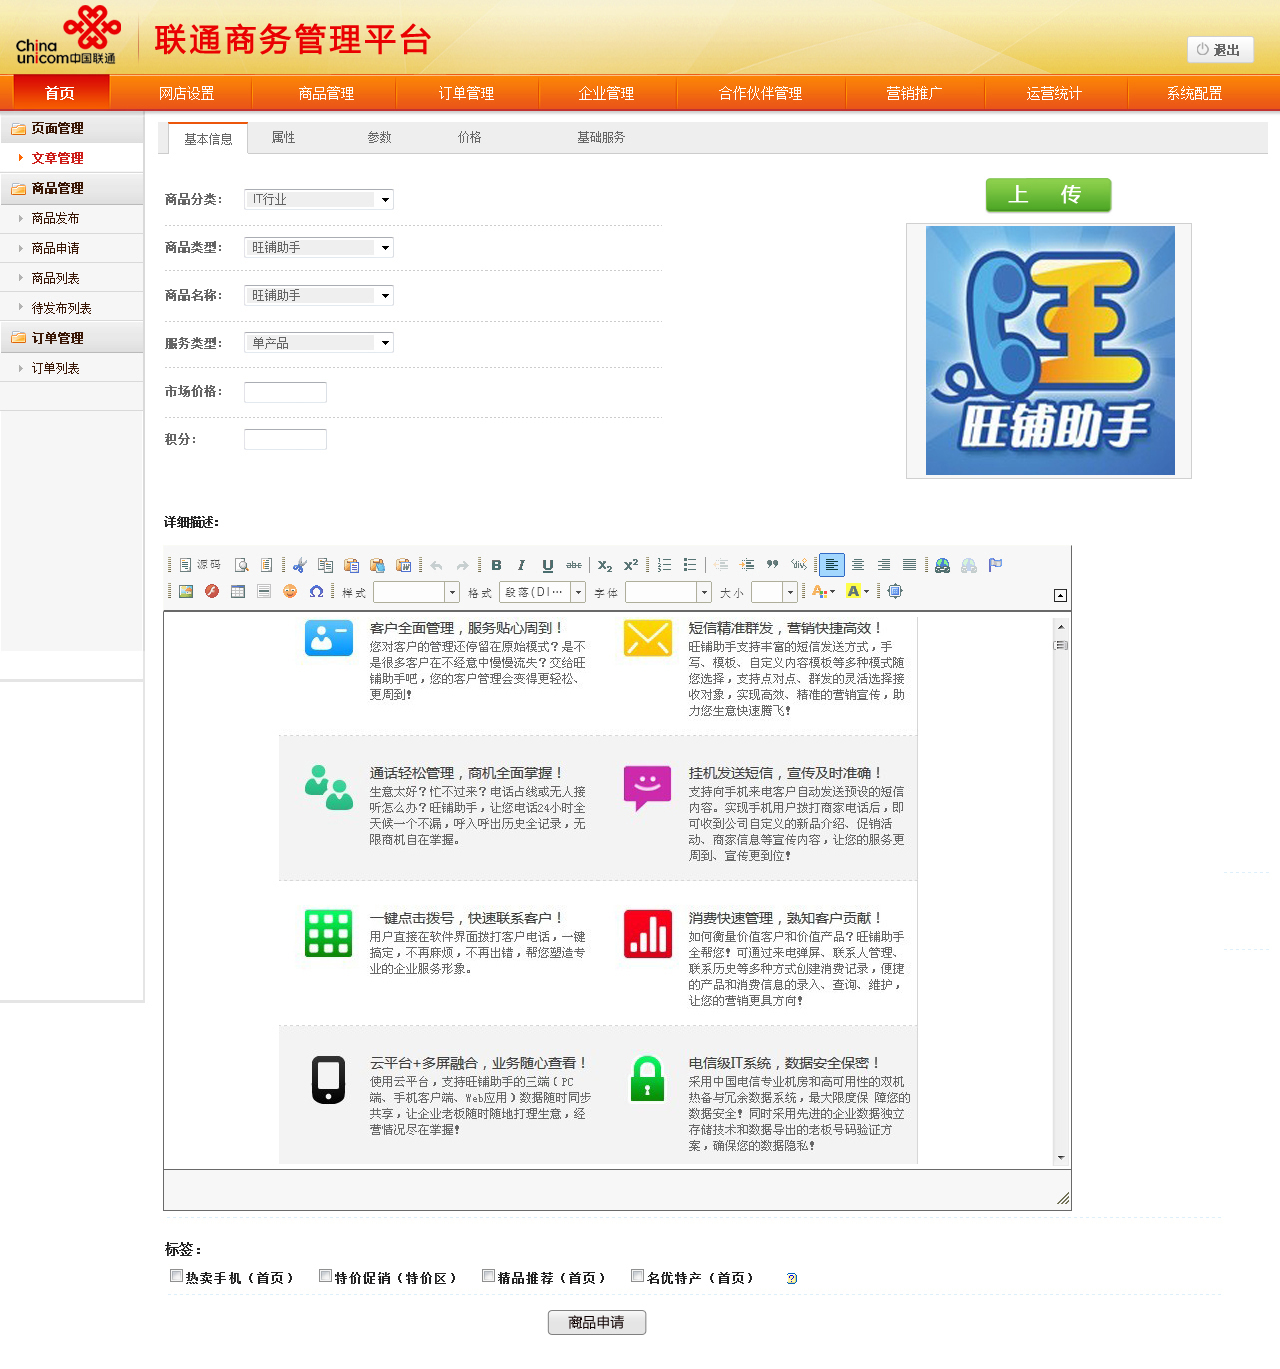 China
unicom中国联通
联通商务管理平台
退出
首页 网店设置 商品管理 订单管理 企业管理 合作伙伴管理 营销推广 运营统计 系统配置
页面管理
文章管理
商品管理
商品发布
商品申请
商品列表
待发布列表
订单管理
订单列表
基本信息 属性 参数 价格 基础服务
商品分类： IT行业
商品类型： 旺铺助手
商品名称： 旺铺助手
服务类型： 单产品
市场价格：
积分：
上 传
旺
旺铺助手
详细描述：
源码 B I U abc X₂ X² div
样式 格式 段落(DI… 字体 大小 A A
客户全面管理，服务贴心周到！
您对客户的管理还停留在原始模式？是不
是很多客户在不经意中慢慢流失？交给旺
铺助手吧，您的客户管理会变得更轻松、
更周到！
短信精准群发，营销快捷高效！
旺铺助手支持丰富的短信发送方式，手
写、模板、自定义内容模板等多种模式随
您选择，支持点对点、群发的灵活选择接
收对象，实现高效、精准的营销宣传，助
力您生意快速腾飞！
通话轻松管理，商机全面掌握！
生意太好？忙不过来？电话占线或无人接
听怎么办？旺铺助手，让您电话24小时全
天候一个不漏，呼入呼出历史全记录，无
限商机自在掌握。
挂机发送短信，宣传及时准确！
支持向手机来电客户自动发送预设的短信
内容。实现手机用户拨打商家电话后，即
可收到公司自定义的新品介绍、促销活
动、商家信息等宣传内容，让您的服务更
周到、宣传更到位！
一键点击拨号，快速联系客户！
用户直接在软件界面拨打客户电话，一键
搞定，不再麻烦，不再出错，帮您塑造专
业的企业服务形象。
消费快速管理，熟知客户贡献！
如何衡量价值客户和价值产品？旺铺助手
全帮您！可通过来电弹屏、联系人管理、
联系历史等多种方式创建消费记录，便捷
的产品和消费信息的录入、查询、维护，
让您的营销更具方向！
云平台+多屏融合，业务随心查看！
使用云平台，支持旺铺助手的三端（PC
端、手机客户端、Web应用）数据随时同步
共享，让企业老板随时随地打理生意，经
营情况尽在掌握！
电信级IT系统，数据安全保密！
采用中国电信专业机房和高可用性的双机
热备与冗余数据系统，最大限度保 障您的
数据安全！同时采用先进的企业数据独立
存储技术和数据导出的老板号码验证方
案，确保您的数据隐私！
标签：
热卖手机（首页） 特价促销（特价区） 精品推荐（首页） 名优特产（首页） ?
商品申请